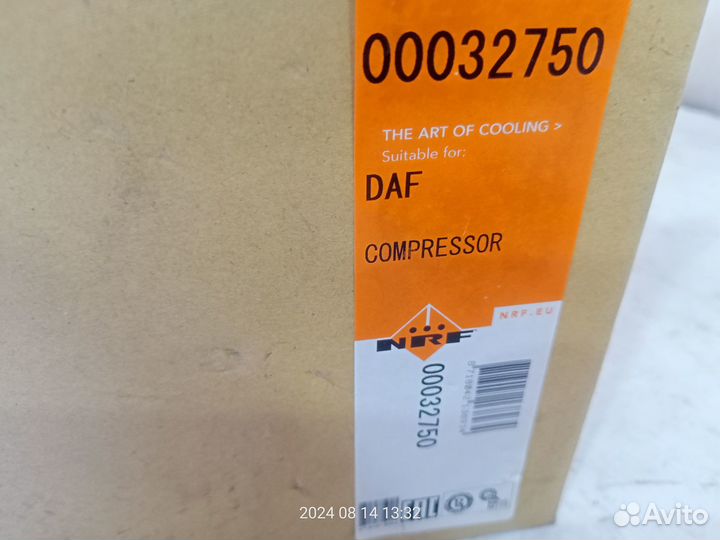 00032750
THE ART OF COOLING >
Suitable for:
DAF
COMPRESSOR
NRF.EU
NRF
00032750
2024 08 14 13:32
Avito